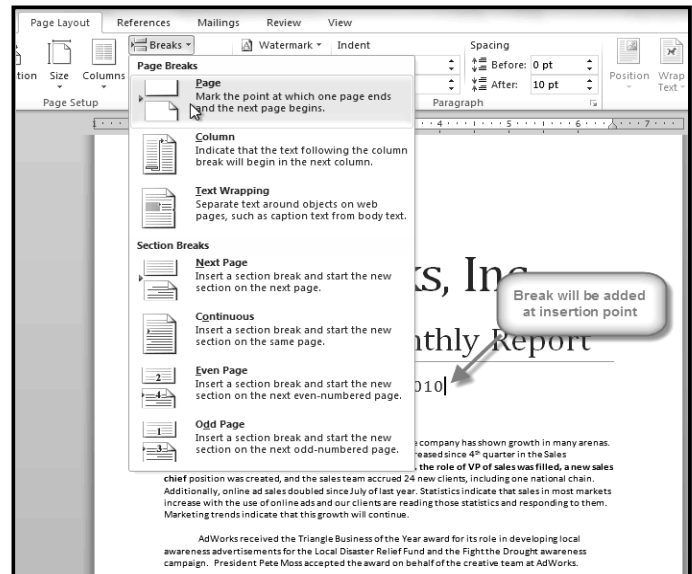 Page Layout References Mailings Review View
Breaks Watermark Indent Spacing
Before: 0 pt
tion Size Columns After: 10 pt Position Wrap
Text
Page Setup Paragraph
Page Breaks
Page
Mark the point at which one page ends
and the next page begins.
Column
Indicate that the text following the column
break will begin in the next column.
Text Wrapping
Separate text around objects on web
pages, such as caption text from body text.
Section Breaks
Next Page
Insert a section break and start the new
section on the next page.
Continuous
Insert a section break and start the new
section on the same page.
Even Page
Insert a section break and start the new
section on the next even-numbered page.
Odd Page
Insert a section break and start the new
section on the next odd-numbered page.
1 4 5 6 7
2
4
1
3
ks, Inc
Break will be added
at insertion point
nthly Report
010
e company has shown growth in many arenas.
reased since 4th quarter in the Sales
, the role of VP of sales was filled, a new sales
chief position was created, and the sales team accrued 24 new clients, including one national chain.
Additionally, online ad sales doubled since July of last year. Statistics indicate that sales in most markets
increase with the use of online ads and our clients are reading those statistics and responding to them.
Marketing trends indicate that this growth will continue.
AdWorks received the Triangle Business of the Year award for its role in developing local
awareness advertisements for the Local Disaster Relief Fund and the Fight the Drought awareness
campaign. President Pete Moss accepted the award on behalf of the creative team at AdWorks.